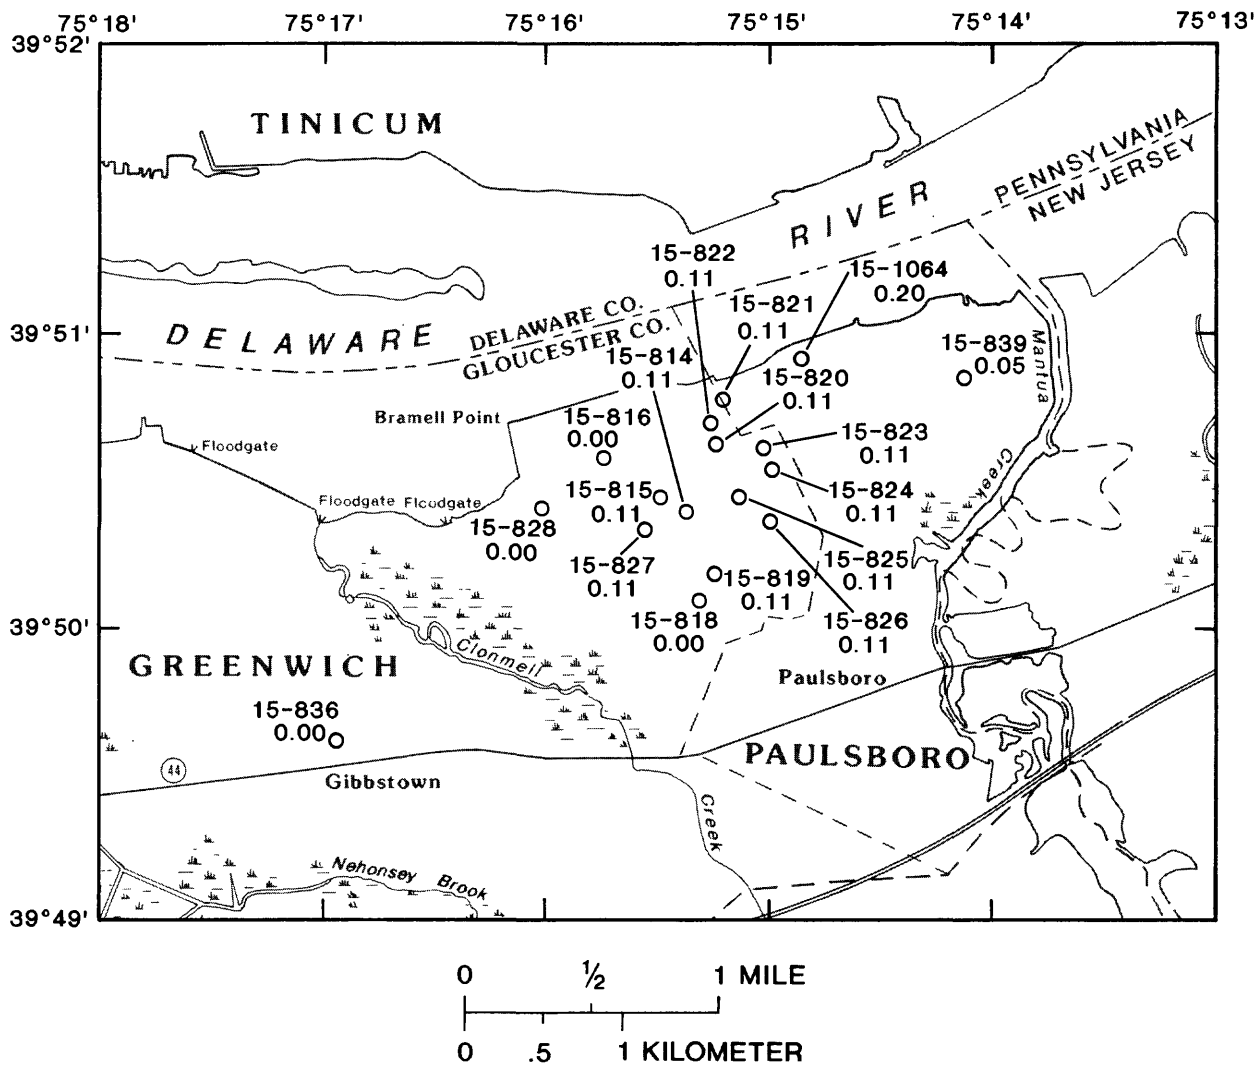 75°18' 75°17' 75°16' 75°15' 75°14' 75°13'
39°52'
TINICUM
PENNSYLVANIA
NEW JERSEY
RIVER
15-822
0.11
15-1064
0.20
15-821
0.11
DELAWARE CO.
GLOUCESTER CO.
39°51'
DELAWARE
15-814
0.11
15-839
0.05
Mantua
15-820
0.11
Bramell Point
15-816
0.00
15-823
0.11
Floodgate
Creek
15-815
0.11
15-824
0.11
Floodgate Floodgate
15-828
0.00
15-827
0.11
15-825
0.11
15-819
0.11
15-818
0.00
15-826
0.11
39°50'
Clonmell
GREENWICH
Paulsboro
15-836
0.00
PAULSBORO
44
Gibbstown
Creek
Nehonsey Brook
39°49'
0 ½ 1 MILE
0 .5 1 KILOMETER